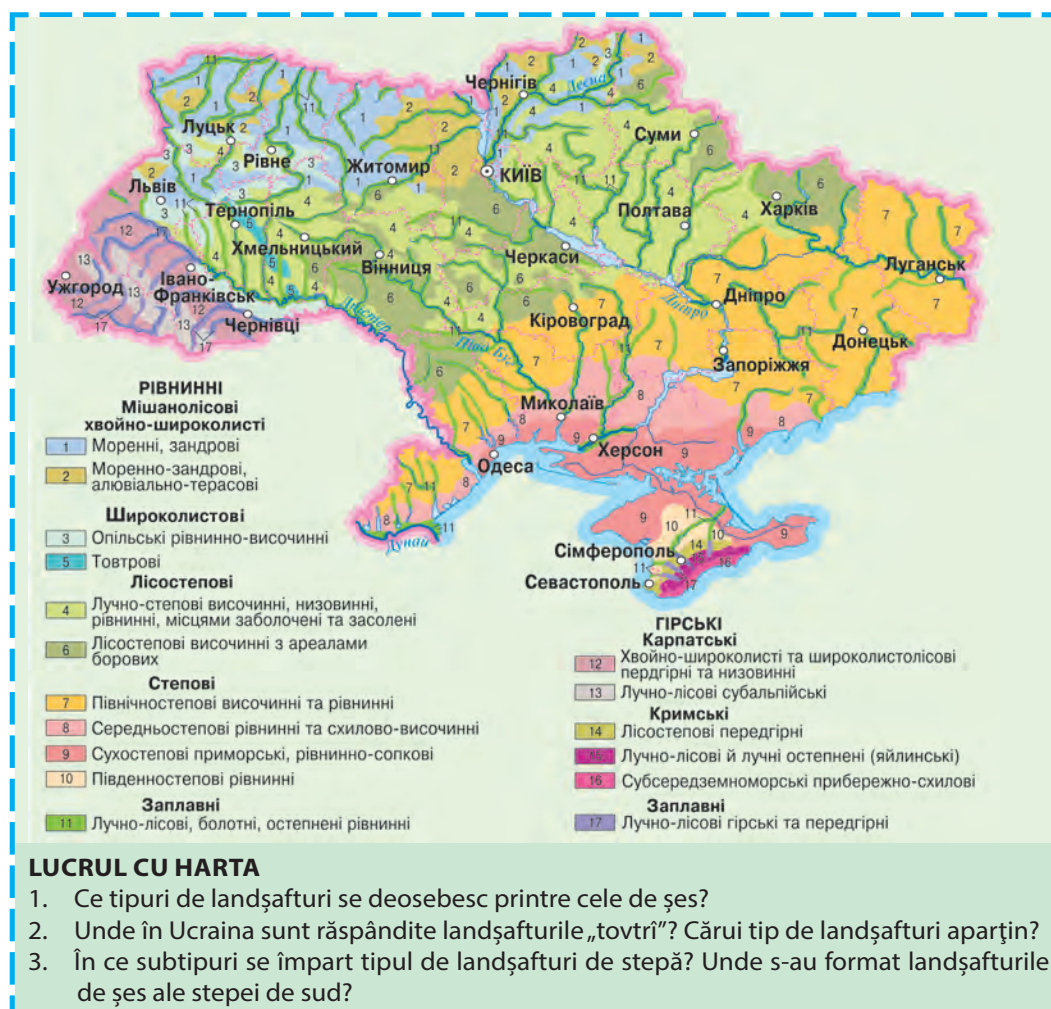 Чернігів
Десна
Суми
Луцьк
Рівне
Житомир
КИЇВ
Львів
Тернопіль
Полтава
Харків
Хмельницький
Черкаси
Вінниця
Луганськ
Ужгород
Івано-
Франківськ
Дністер
Дніпро
Дніпро
Чернівці
Кіровоград
Півд. Буг
Донецьк
Запоріжжя
Миколаїв
Херсон
Одеса
Дунай
Сімферополь
Севастополь
РІВНИННІ
Мішанолісові
хвойно-широколисті
1 Моренні, зандрові
2 Моренно-зандрові,
алювіально-терасові
Широколистові
3 Опільські рівнинно-височинні
5 Товтрові
Лісостепові
4 Лучно-степові височинні, низовинні,
рівнинні, місцями заболочені та засолені
6 Лісостепові височинні з ареалами
борових
Степові
7 Північностепові височинні та рівнинні
8 Середньостепові рівнинні та схилово-височинні
9 Сухостепові приморські, рівнинно-сопкові
10 Південностепові рівнинні
Заплавні
11 Лучно-лісові, болотні, остепнені рівнинні
ГІРСЬКІ
Карпатські
12 Хвойно-широколисті та широколистолісові
пердгірні та низовинні
13 Лучно-лісові субальпійські
Кримські
14 Лісостепові передгірні
Лучно-лісові й лучні остепнені (яйлинські)
16 Субсередземноморські прибережно-схилові
Заплавні
17 Лучно-лісові гірські та передгірні
LUCRUL CU HARTA
1. Ce tipuri de landșafturi se deosebesc printre cele de șes?
2. Unde în Ucraina sunt răspândite landșafturile „tovtrî”? Cărui tip de landșafturi aparţin?
3. În ce subtipuri se împart tipul de landșafturi de stepă? Unde s-au format landșafturile
de șes ale stepei de sud?